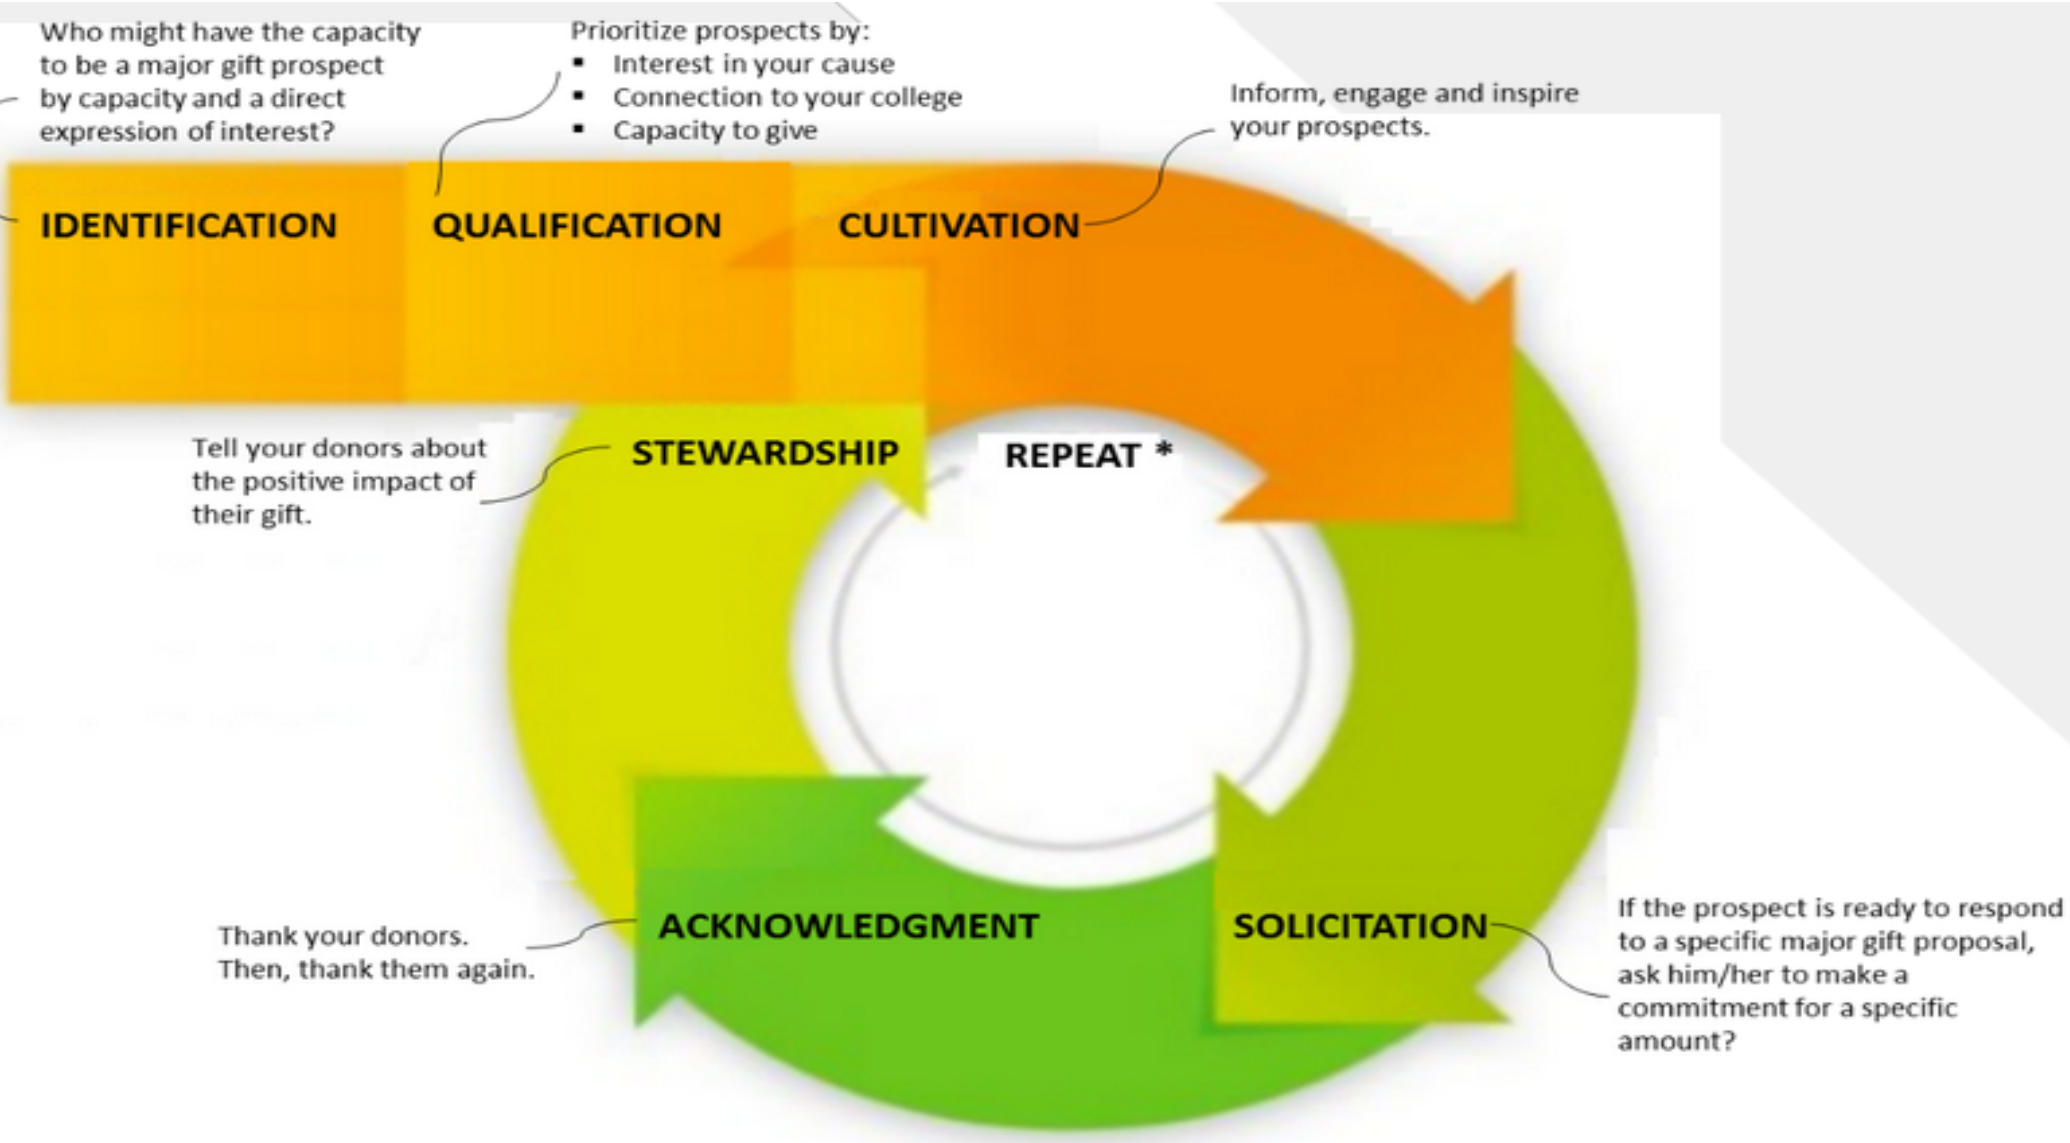 Who might have the capacity
to be a major gift prospect
by capacity and a direct
expression of interest?
Prioritize prospects by:
▪ Interest in your cause
▪ Connection to your college
▪ Capacity to give
Inform, engage and inspire
your prospects.
IDENTIFICATION
QUALIFICATION
CULTIVATION
Tell your donors about
the positive impact of
their gift.
STEWARDSHIP
REPEAT *
Thank your donors.
Then, thank them again.
ACKNOWLEDGMENT
SOLICITATION
If the prospect is ready to respond
to a specific major gift proposal,
ask him/her to make a
commitment for a specific
amount?